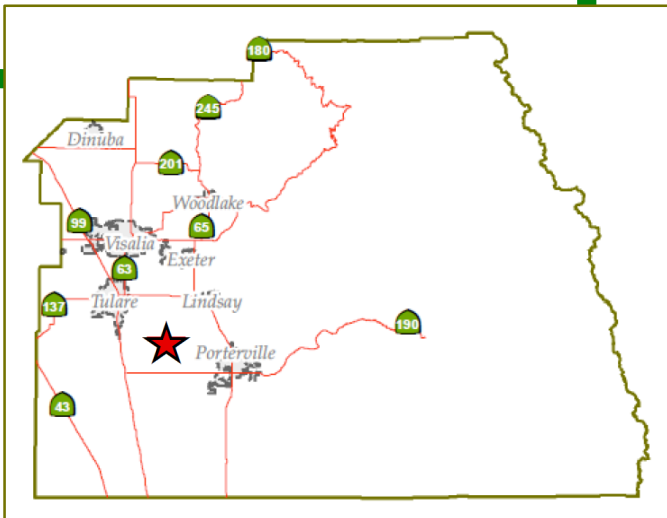 180
245
Dinuba
201
Woodlake
99
65
Visalia
Exeter
63
137
Tulare
Lindsay
190
Porterville
43